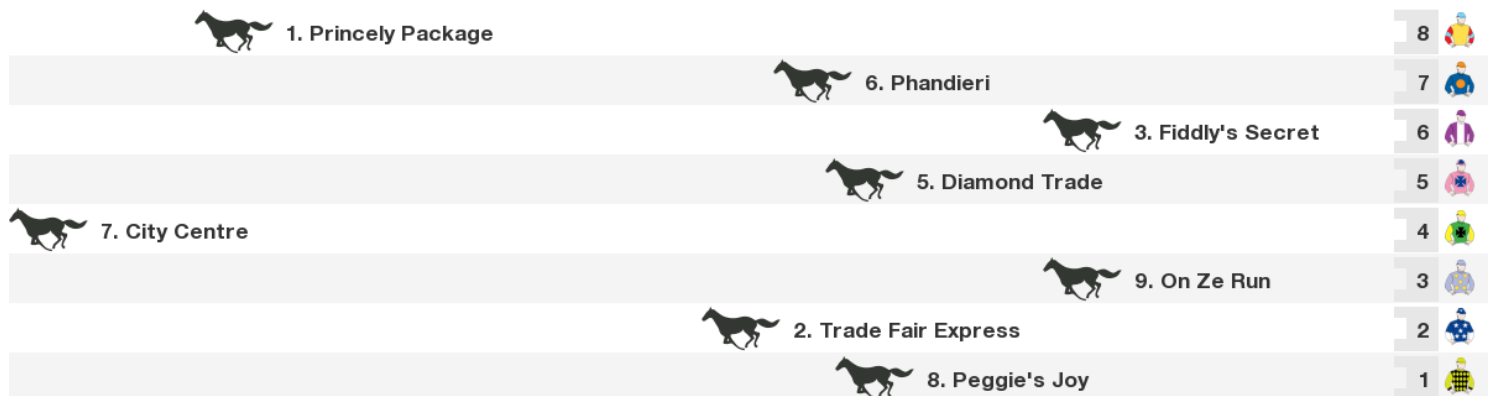 1. Princely Package 8
6. Phandieri 7
3. Fiddly's Secret 6
5. Diamond Trade 5
7. City Centre 4
9. On Ze Run 3
2. Trade Fair Express 2
8. Peggie's Joy 1